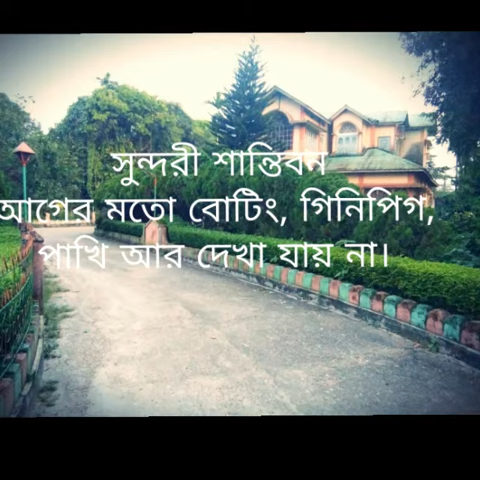 সুন্দরী শান্তিবন
আগের মতো বোটিং, গিনিপিগ,
পাখি আর দেখা যায় না।